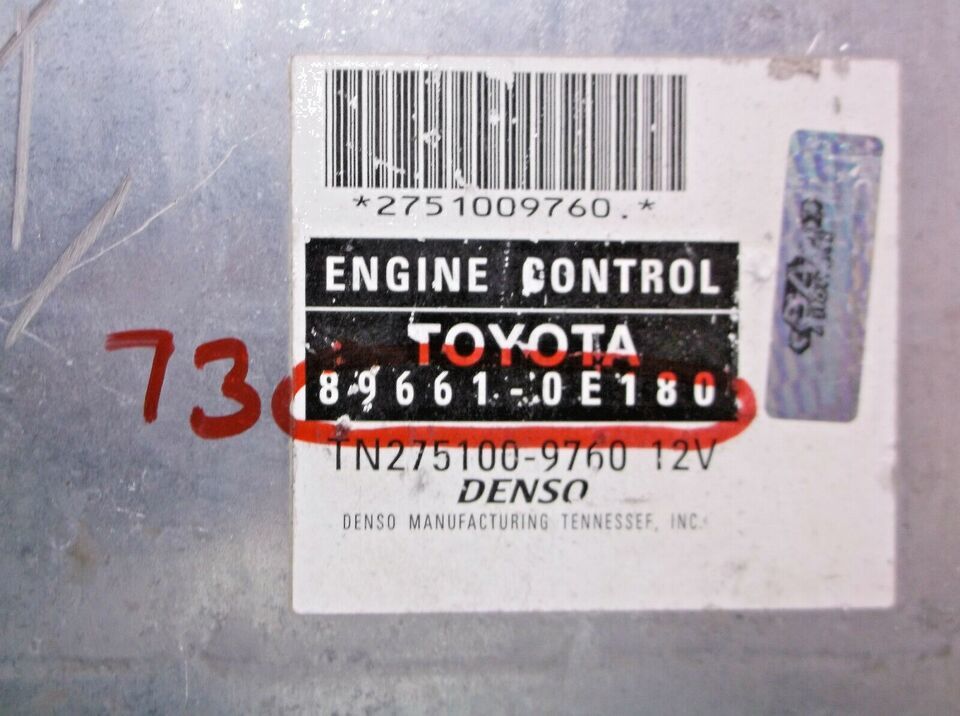 *2751009760.*
ENGINE CONTROL
TOYOTA
89661-0E180
73
TN275100-9760 12V
DENSO
DENSO MANUFACTURING TENNESSEE, INC.